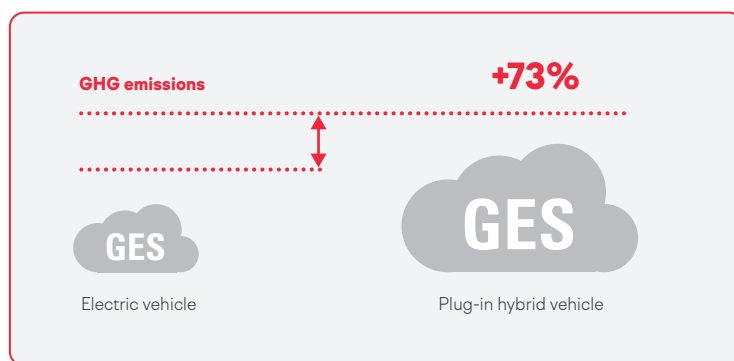 GHG emissions
+73%
GES
GES
Electric vehicle
Plug-in hybrid vehicle